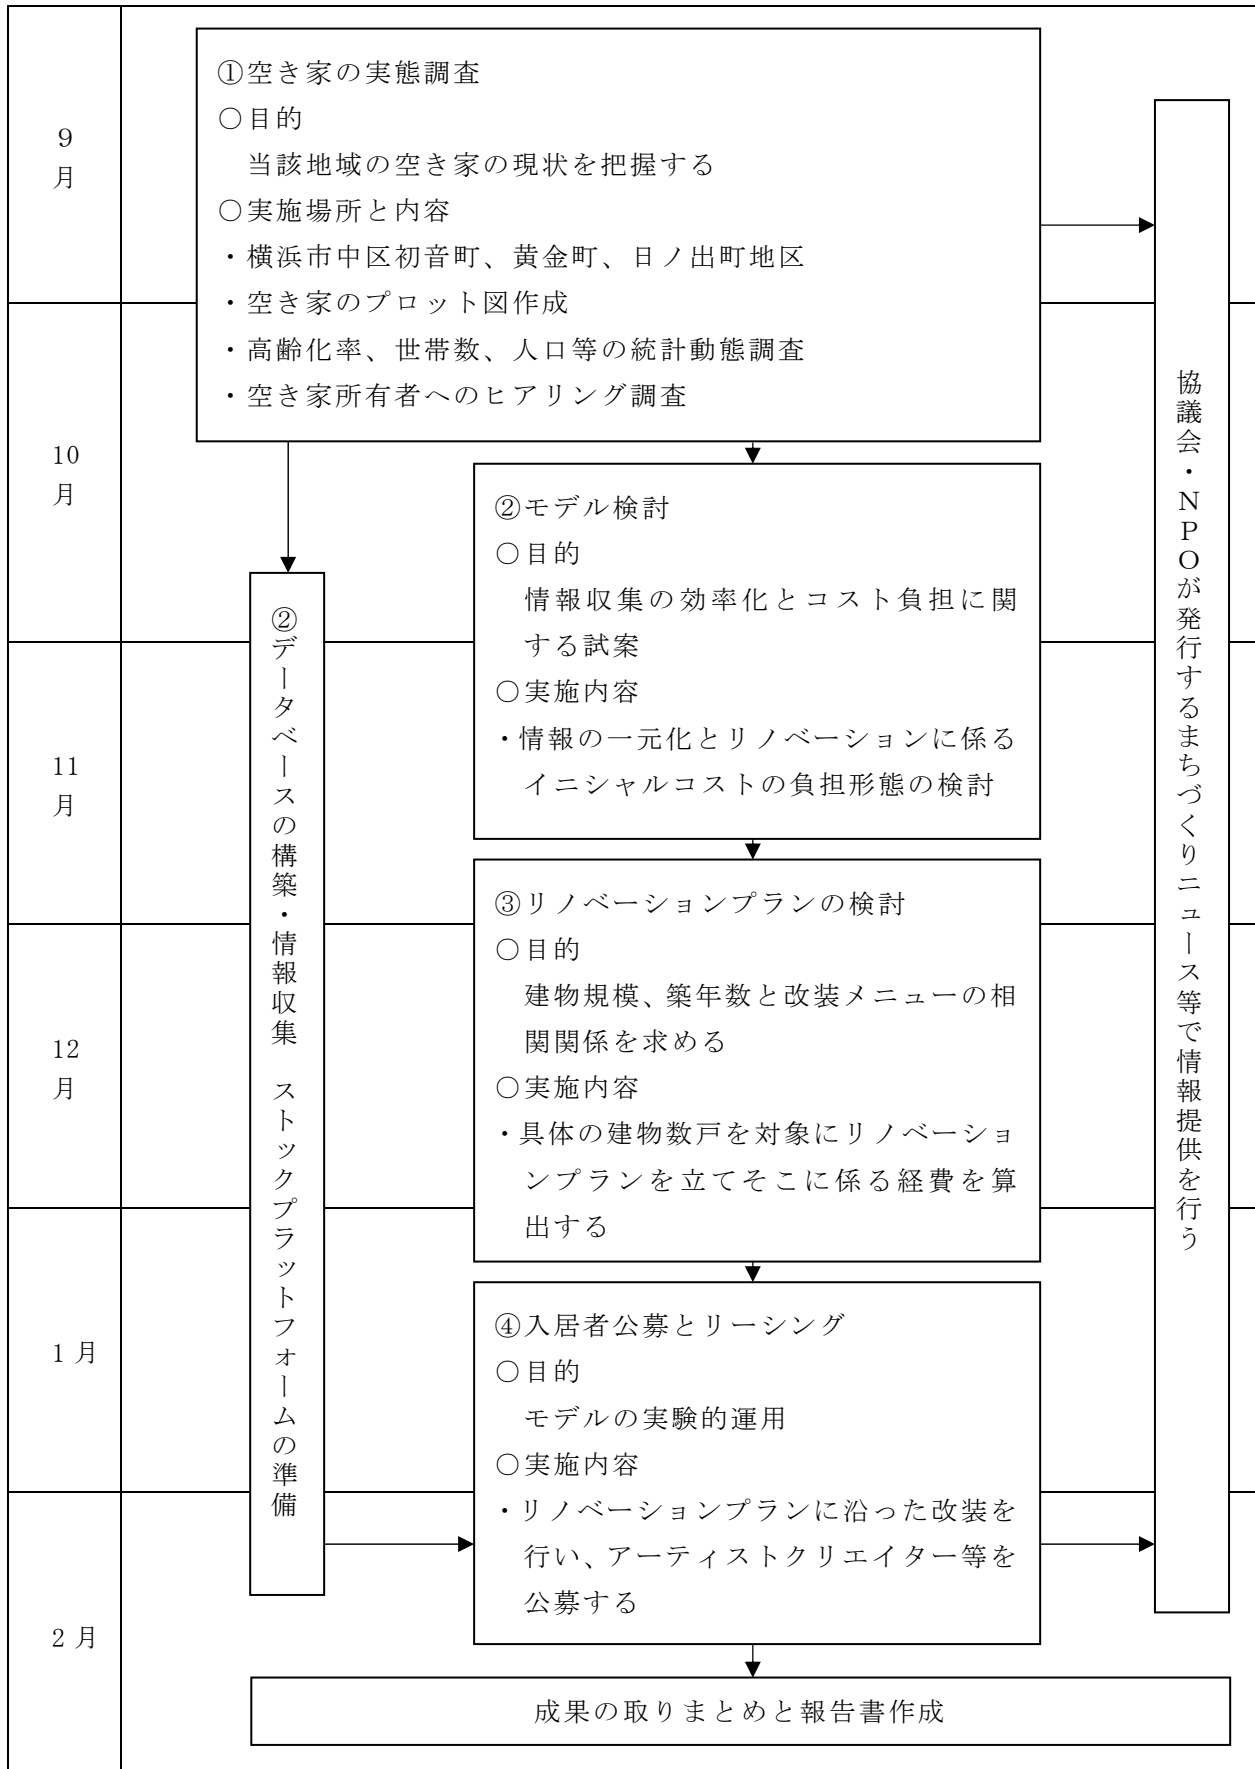 9
月
①空き家の実態調査
○目的
当該地域の空き家の現状を把握する
○実施場所と内容
・横浜市中区初音町、黄金町、日ノ出町地区
・空き家のプロット図作成
・高齢化率、世帯数、人口等の統計動態調査
・空き家所有者へのヒアリング調査
協議会・NPOが発行するまちづくりニュース等で情報提供を行う
10
月
②データベースの構築・情報収集　ストックプラットフォームの準備
②モデル検討
○目的
情報収集の効率化とコスト負担に関
する試案
○実施内容
・情報の一元化とリノベーションに係る
イニシャルコストの負担形態の検討
11
月
③リノベーションプランの検討
○目的
建物規模、築年数と改装メニューの相
関関係を求める
○実施内容
・具体の建物数戸を対象にリノベーショ
ンプランを立てそこに係る経費を算
出する
12
月
1月
④入居者公募とリーシング
○目的
モデルの実験的運用
○実施内容
・リノベーションプランに沿った改装を
行い、アーティストクリエイター等を
公募する
2月
成果の取りまとめと報告書作成